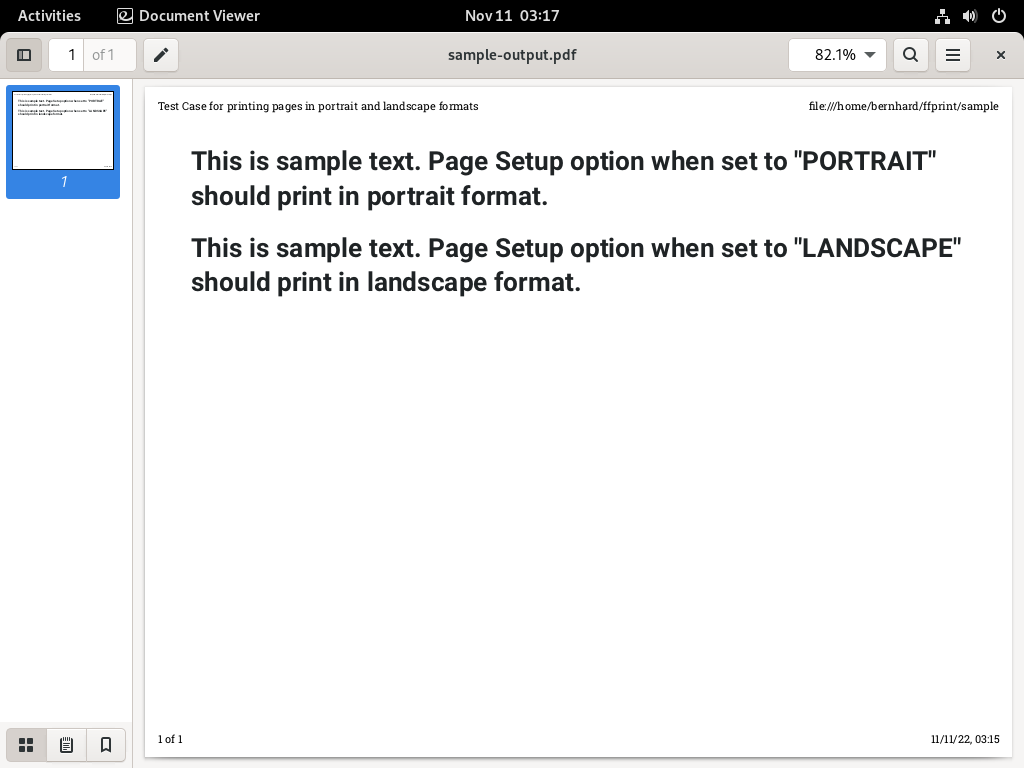 Activities Document Viewer Nov 11 03:17
1 of 1 sample-output.pdf 82.1%
1
Test Case for printing pages in portrait and landscape formats file:///home/bernhard/ffprint/sample
This is sample text. Page Setup option when set to "PORTRAIT"
should print in portrait format.
This is sample text. Page Setup option when set to "LANDSCAPE"
should print in landscape format.
1 of 1 11/11/22, 03:15